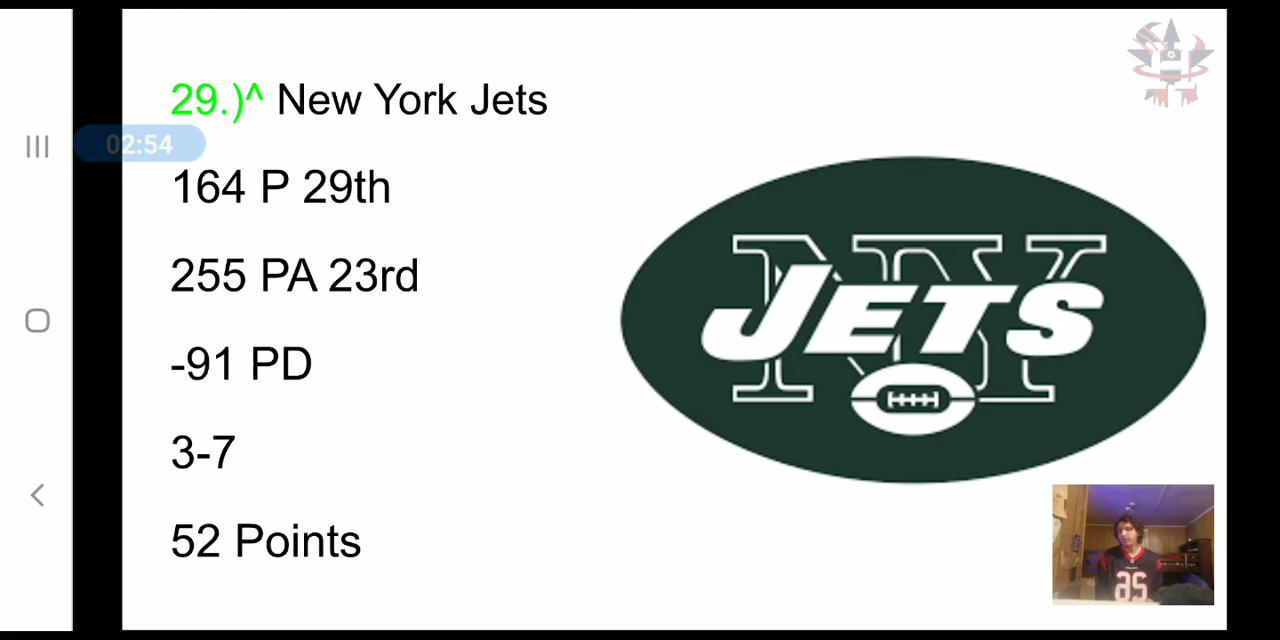 29.)^ New York Jets
02:54
164 P 29th
255 PA 23rd
-91 PD
3-7
52 Points
NY
JETS
H